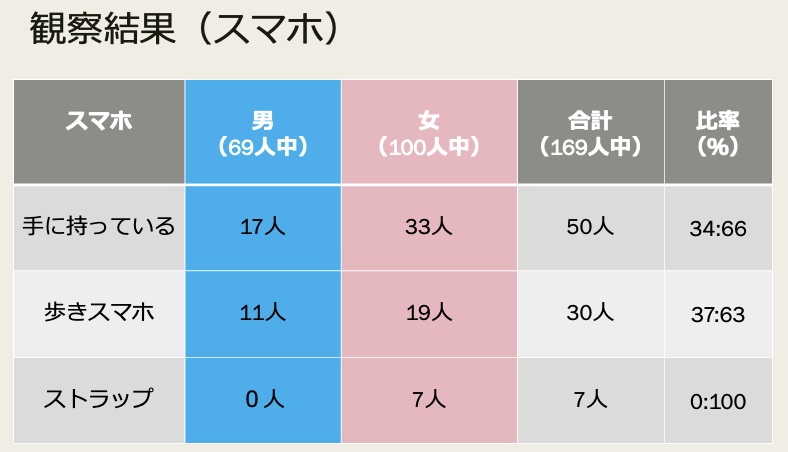 観察結果（スマホ）
スマホ 男 女 合計 比率
（69人中） （100人中） （169人中） （%）
手に持っている 17人 33人 50人 34:66
歩きスマホ 11人 19人 30人 37:63
ストラップ 0人 7人 7人 0:100